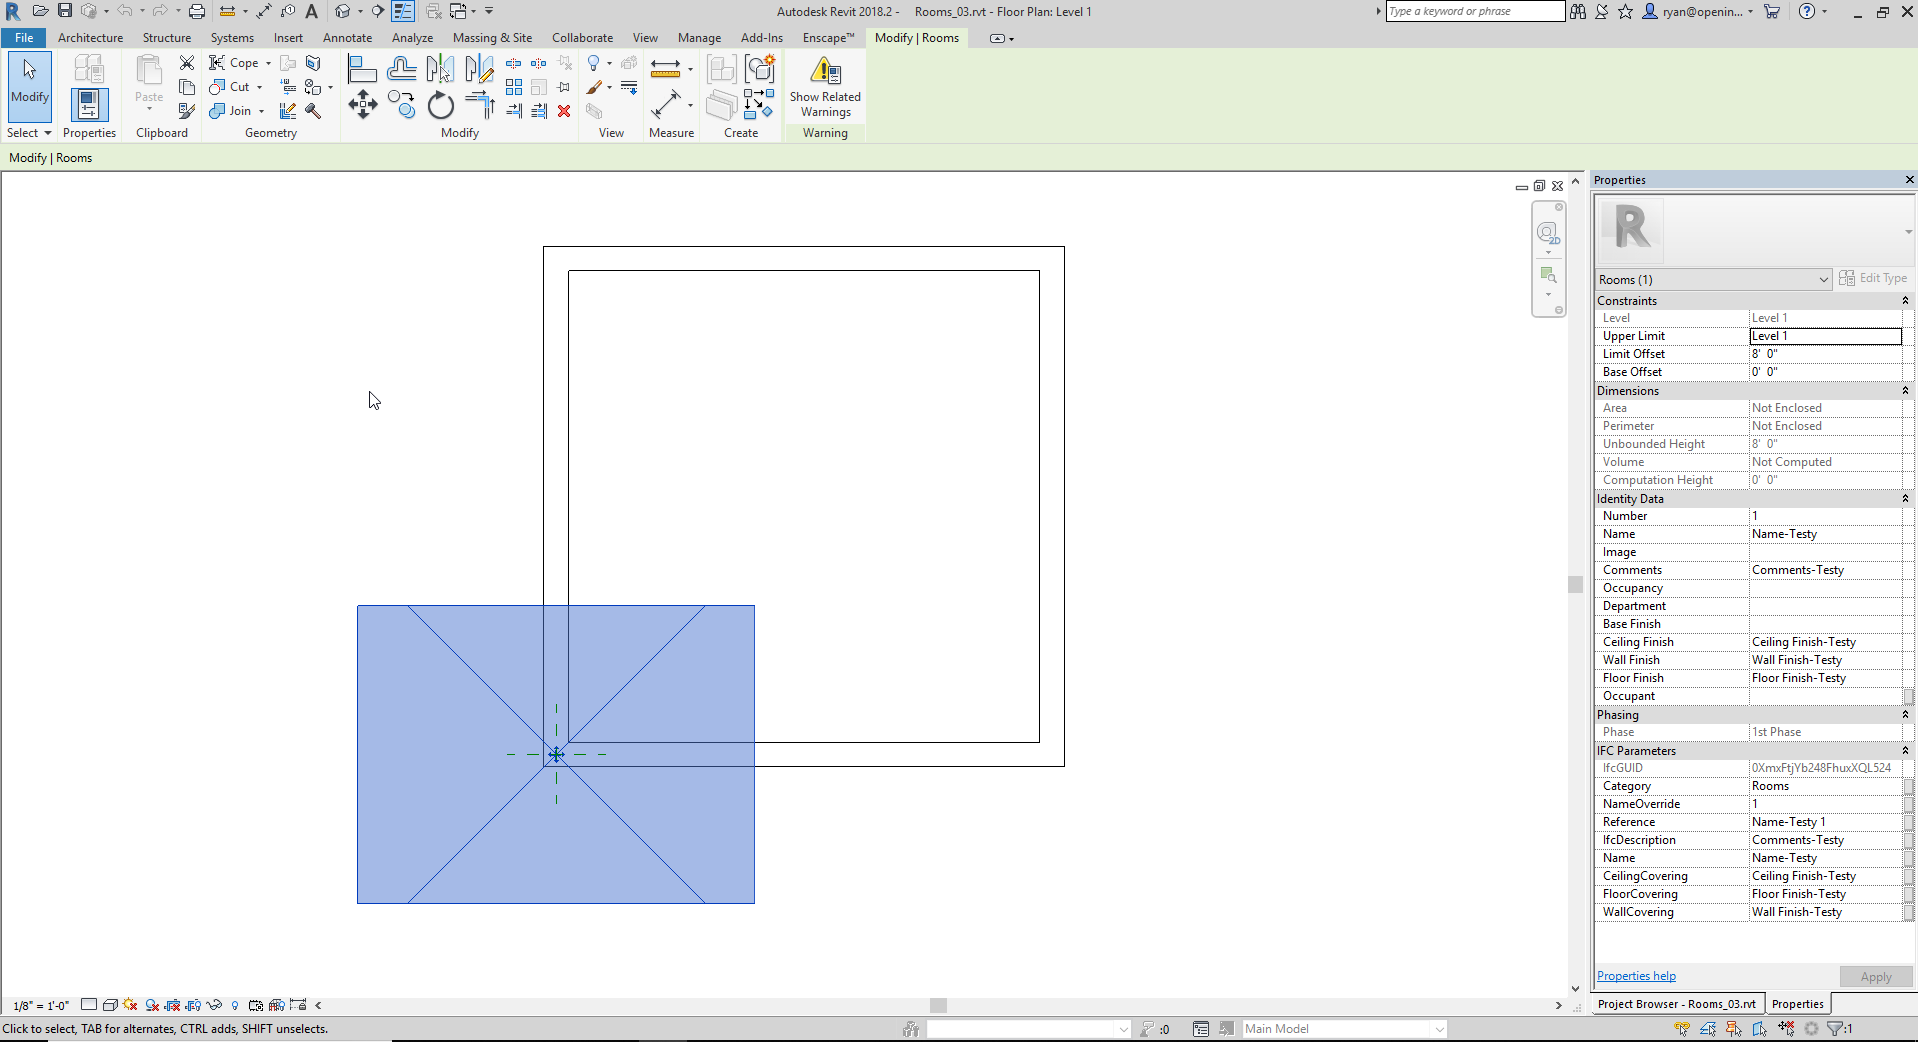 Autodesk Revit 2018.2 - Rooms_03.rvt - Floor Plan: Level 1
Type a keyword or phrase
ryan@openin...
File Architecture Structure Systems Insert Annotate Analyze Massing & Site Collaborate View Manage Add-Ins Enscape™ Modify | Rooms
Modify
Paste
Cope
Cut
Join
Show Related
Warnings
Select Properties Clipboard Geometry Modify View Measure Create Warning
Modify | Rooms
2D
Properties
R
Rooms (1) Edit Type
Constraints
Level Level 1
Upper Limit Level 1
Limit Offset 8' 0"
Base Offset 0' 0"
Dimensions
Area Not Enclosed
Perimeter Not Enclosed
Unbounded Height 8' 0"
Volume Not Computed
Computation Height 0' 0"
Identity Data
Number 1
Name Name-Testy
Image
Comments Comments-Testy
Occupancy
Department
Base Finish
Ceiling Finish Ceiling Finish-Testy
Wall Finish Wall Finish-Testy
Floor Finish Floor Finish-Testy
Occupant
Phasing
Phase 1st Phase
IFC Parameters
IfcGUID 0XmxFtjYb248FhuxXQL524
Category Rooms
NameOverride 1
Reference Name-Testy 1
IfcDescription Comments-Testy
Name Name-Testy
CeilingCovering Ceiling Finish-Testy
FloorCovering Floor Finish-Testy
WallCovering Wall Finish-Testy
Properties help Apply
Project Browser - Rooms_03.rvt Properties
1/8" = 1'-0"
Click to select, TAB for alternates, CTRL adds, SHIFT unselects.
:0
Main Model
:1